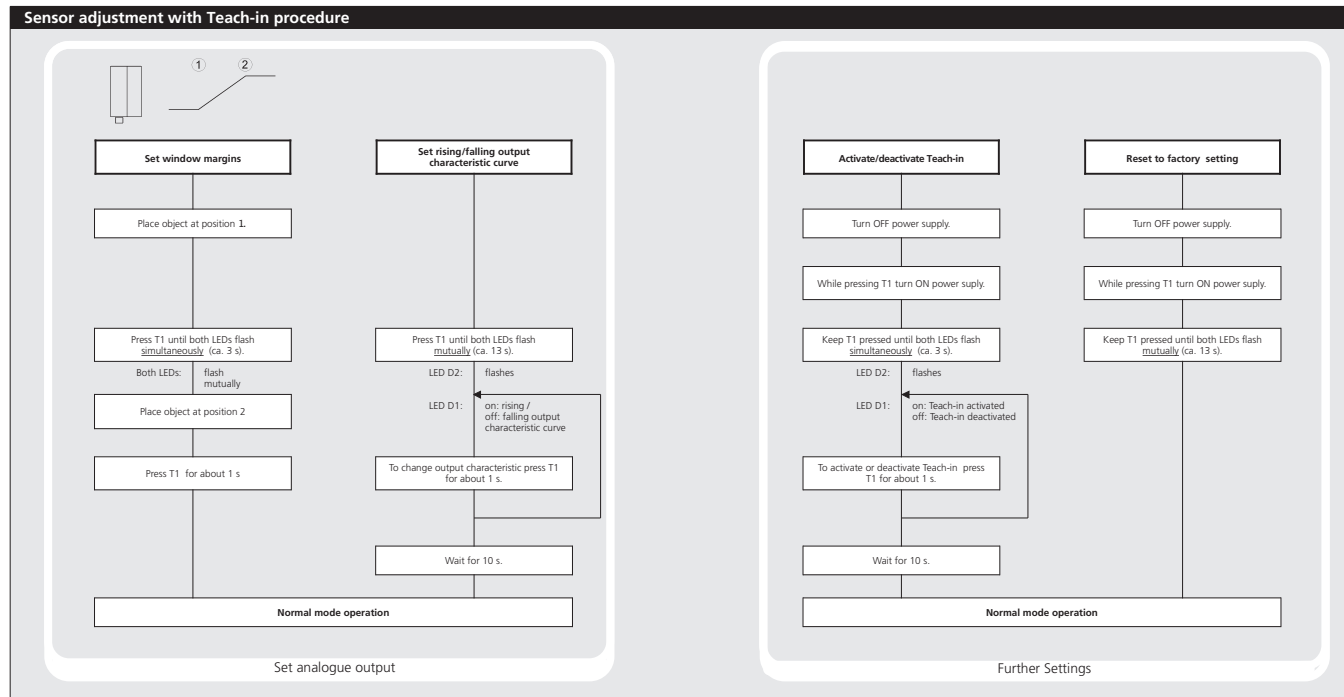 Sensor adjustment with Teach-in procedure
① ②
Set window margins
Place object at position 1.
Press T1 until both LEDs flash
simultaneously (ca. 3 s).
Both LEDs: flash
mutually
Place object at position 2
Press T1 for about 1 s
Set rising/falling output
characteristic curve
Press T1 until both LEDs flash
mutually (ca. 13 s).
LED D2: flashes
LED D1: on: rising /
off: falling output
characteristic curve
To change output characteristic press T1
for about 1 s.
Wait for 10 s.
Normal mode operation
Set analogue output
Activate/deactivate Teach-in
Turn OFF power supply.
While pressing T1 turn ON power suply.
Keep T1 pressed until both LEDs flash
simultaneously (ca. 3 s).
LED D2: flashes
LED D1: on: Teach-in activated
off: Teach-in deactivated
To activate or deactivate Teach-in press
T1 for about 1 s.
Wait for 10 s.
Reset to factory setting
Turn OFF power supply.
While pressing T1 turn ON power suply.
Keep T1 pressed until both LEDs flash
mutually (ca. 13 s).
Normal mode operation
Further Settings